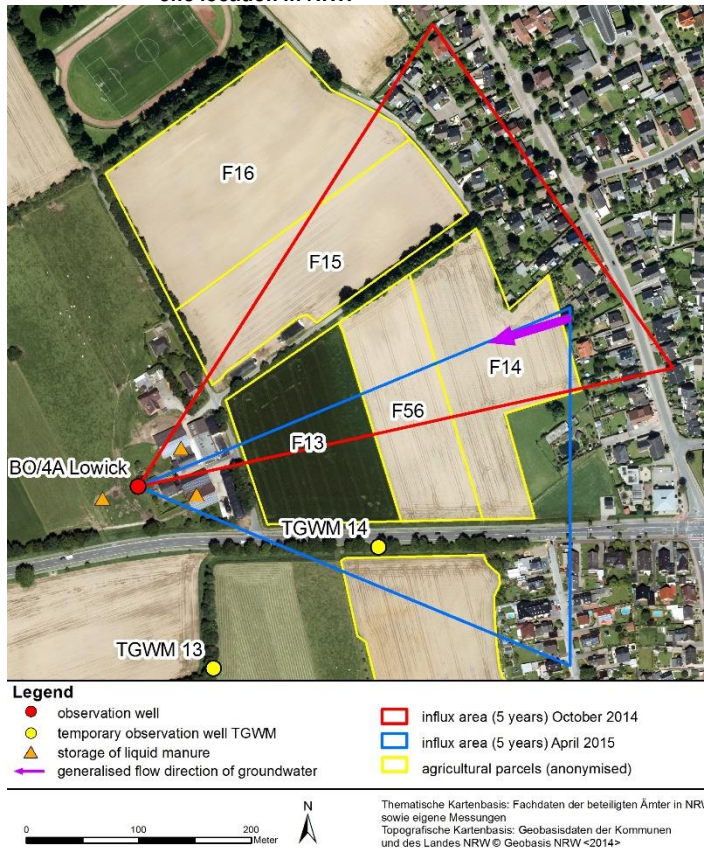 F16
F15
F14
F56
F13
BO/4A Lowick
TGWM 14
TGWM 13
Legend
observation well
temporary observation well TGWM
storage of liquid manure
generalised flow direction of groundwater
influx area (5 years) October 2014
influx area (5 years) April 2015
agricultural parcels (anonymised)
0 100 200
Meter
N
Thematische Kartenbasis: Fachdaten der beteiligten Ämter in NRW
sowie eigene Messungen
Topografische Kartenbasis: Geobasisdaten der Kommunen
und des Landes NRW © Geobasis NRW <2014>